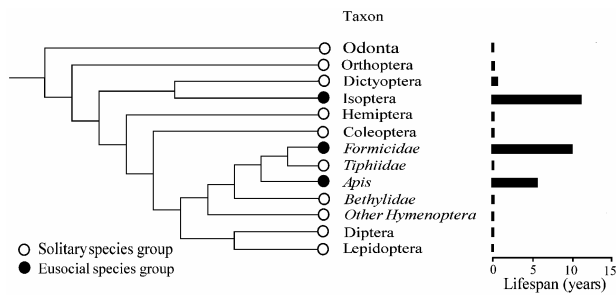 Taxon
Odonta
Orthoptera
Dictyoptera
Isoptera
Hemiptera
Coleoptera
Formicidae
Tiphiidae
Apis
Bethylidae
Other Hymenoptera
Diptera
Lepidoptera
Solitary species group
Eusocial species group
0 5 10 15
Lifespan (years)